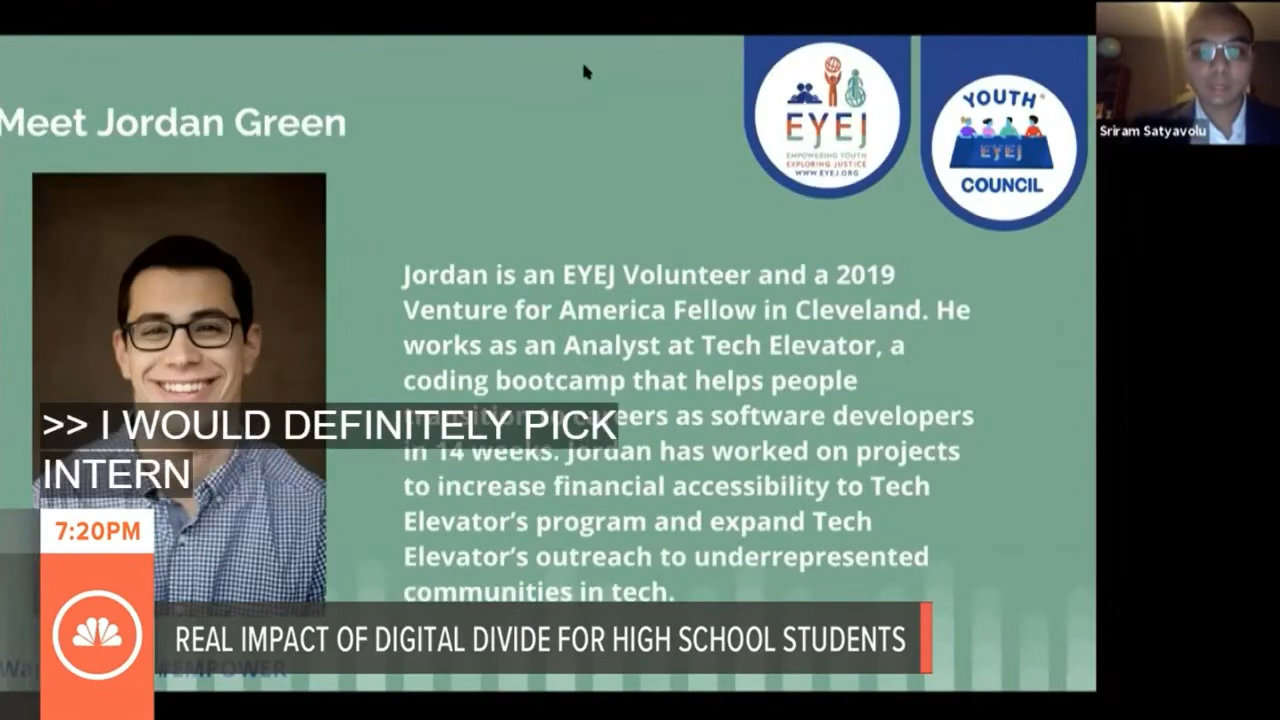 Meet Jordan Green
EYEJ
EMPOWERING YOUTH
EXPLORING JUSTICE
WWW.EYEJ.ORG
YOUTH
EYEJ
COUNCIL
Sriram Satyavolu
Jordan is an EYEJ Volunteer and a 2019
Venture for America Fellow in Cleveland. He
works as an Analyst at Tech Elevator, a
coding bootcamp that helps people
transition to careers as software developers
in 14 weeks. Jordan has worked on projects
to increase financial accessibility to Tech
Elevator's program and expand Tech
Elevator's outreach to underrepresented
communities in tech.
>> I WOULD DEFINITELY PICK
INTERN
7:20PM
REAL IMPACT OF DIGITAL DIVIDE FOR HIGH SCHOOL STUDENTS
#EMPOWER